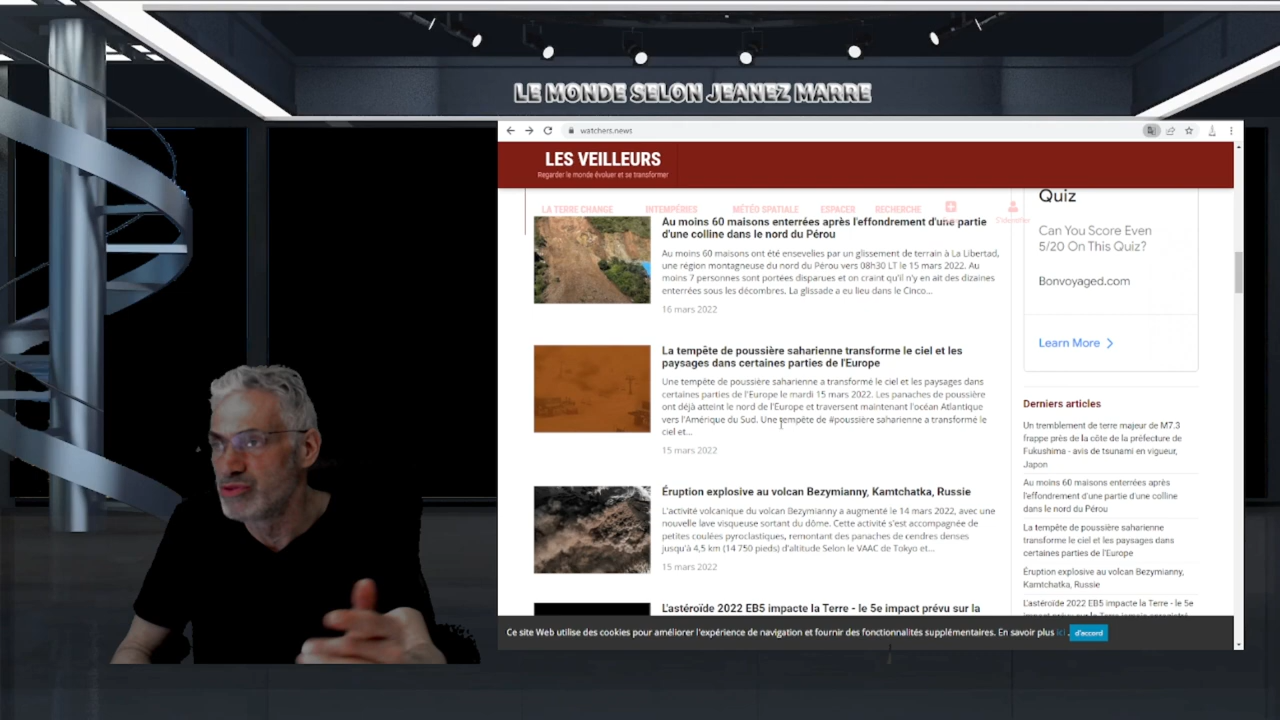 LE MONDE SELON JEANEZ MARRE
watchers.news
LES VEILLEURS
Regarder le monde évoluer et se transformer
LA TERRE CHANGE
INTEMPÉRIES
MÉTÉO SPATIALE
ESPACER
RECHERCHE
S'identifier
Au moins 60 maisons enterrées après l'effondrement d'une partie
d'une colline dans le nord du Pérou
Au moins 60 maisons ont été ensevelies par un glissement de terrain à La Libertad,
une région montagneuse du nord du Pérou vers 08h30 LT le 15 mars 2022. Au
moins 7 personnes sont portées disparues et on craint qu'il n'y en ait des dizaines
enterrées sous les décombres. La glissade a eu lieu dans le Cinco...
16 mars 2022
La tempête de poussière saharienne transforme le ciel et les
paysages dans certaines parties de l'Europe
Une tempête de poussière saharienne a transformé le ciel et les paysages dans
certaines parties de l'Europe le mardi 15 mars 2022. Les panaches de poussière
ont déjà atteint le nord de l'Europe et traversent maintenant l'océan Atlantique
vers l'Amérique du Sud. Une tempête de #poussière saharienne a transformé le
ciel et...
15 mars 2022
Éruption explosive au volcan Bezymianny, Kamtchatka, Russie
L'activité volcanique du volcan Bezymianny a augmenté le 14 mars 2022, avec une
nouvelle lave visqueuse sortant du dôme. Cette activité s'est accompagnée de
petites coulées pyroclastiques, remontant des panaches de cendres denses
jusqu'à 4,5 km (14 750 pieds) d'altitude Selon le VAAC de Tokyo et...
15 mars 2022
L'astéroïde 2022 EB5 impacte la Terre - le 5e impact prévu sur la
Quiz
Can You Score Even
5/20 On This Quiz?
Bonvoyaged.com
Learn More
Derniers articles
Un tremblement de terre majeur de M7.3
frappe près de la côte de la préfecture de
Fukushima - avis de tsunami en vigueur,
Japon
Au moins 60 maisons enterrées après
l'effondrement d'une partie d'une colline
dans le nord du Pérou
La tempête de poussière saharienne
transforme le ciel et les paysages dans
certaines parties de l'Europe
Éruption explosive au volcan Bezymianny,
Kamtchatka, Russie
L'astéroïde 2022 EB5 impacte la Terre - le 5e
Ce site Web utilise des cookies pour améliorer l'expérience de navigation et fournir des fonctionnalités supplémentaires. En savoir plus ici . d'accord